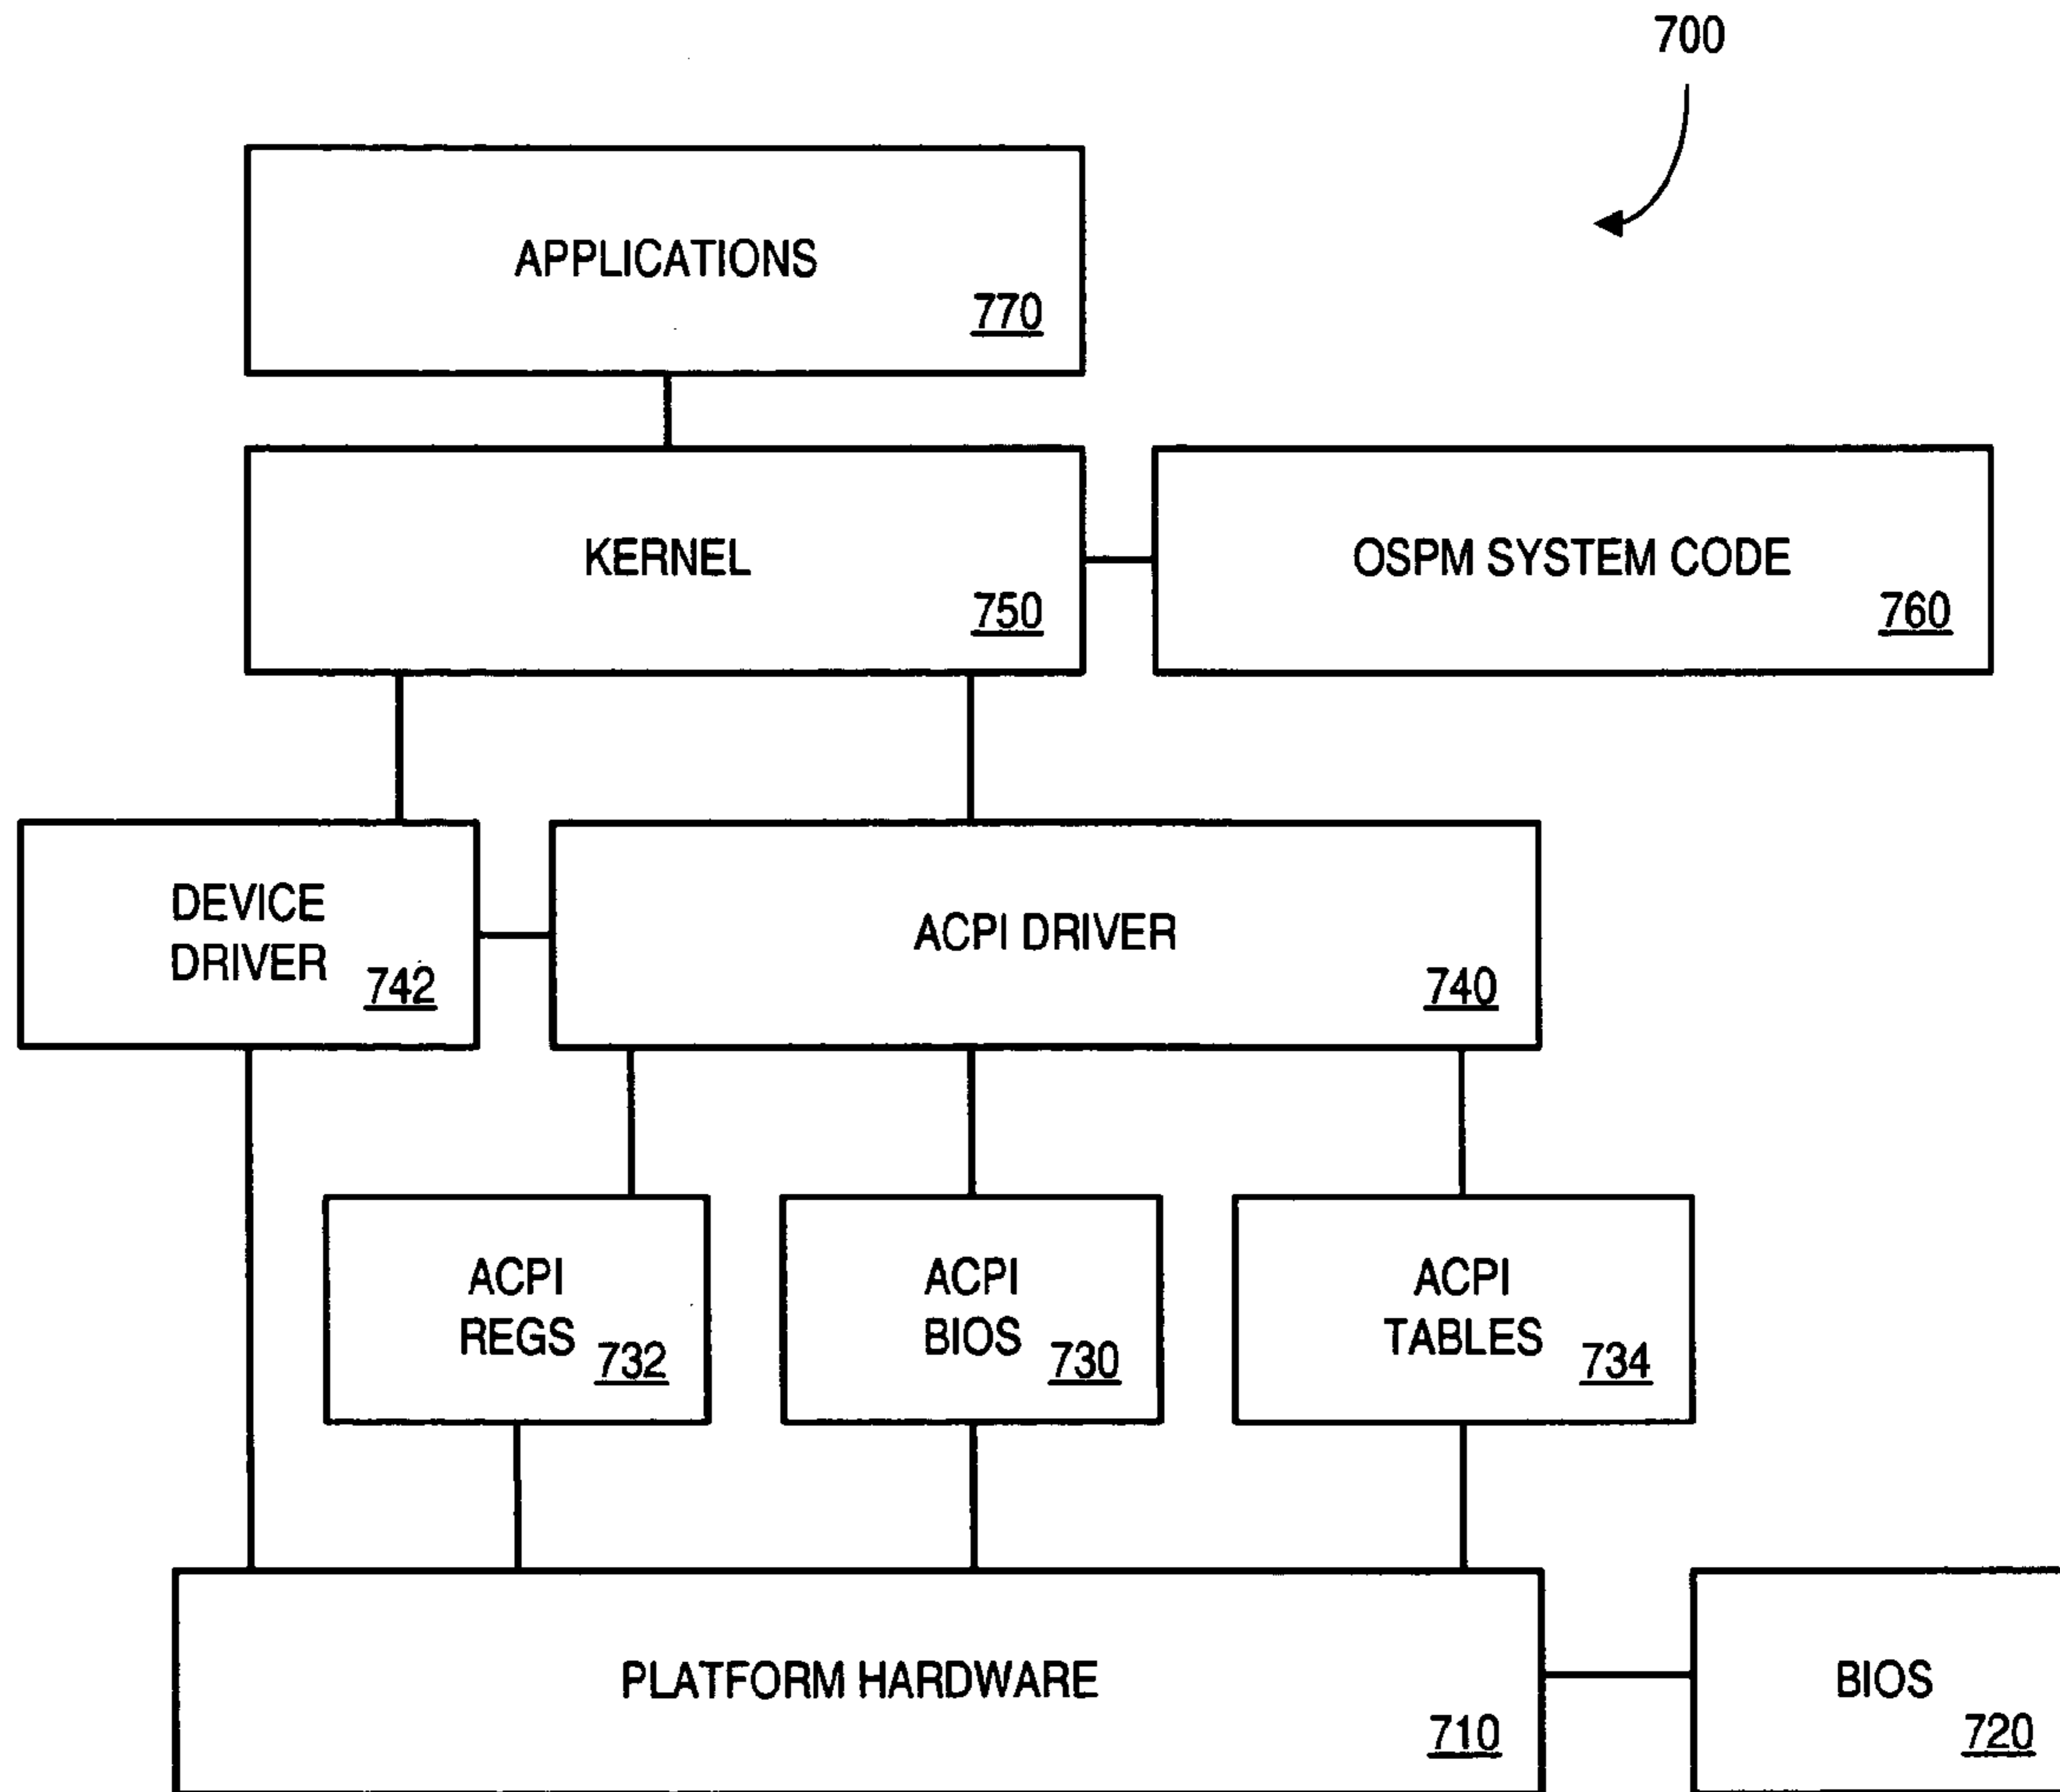 700
APPLICATIONS
770
KERNEL
750
OSPM SYSTEM CODE
760
DEVICE
DRIVER
742
ACPI DRIVER
740
ACPI
REGS
732
ACPI
BIOS
730
ACPI
TABLES
734
PLATFORM HARDWARE
710
BIOS
720